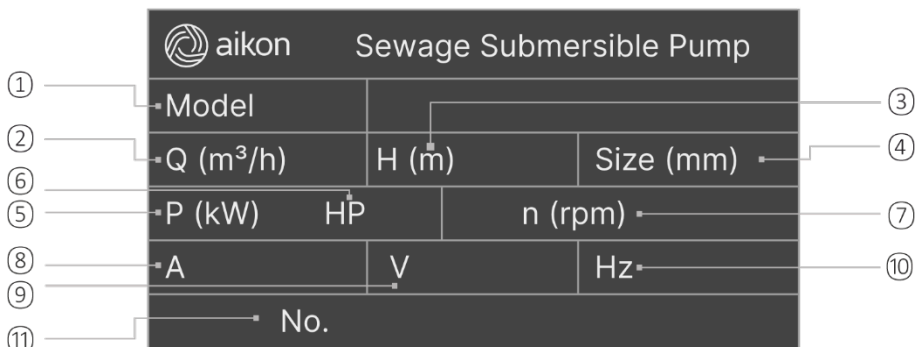 aikon Sewage Submersible Pump
① Model
③
② Q (m³/h) H (m) Size (mm) ④
⑥
⑤ P (kW) HP n (rpm) ⑦
⑧ A V Hz ⑩
⑨
⑪ No.